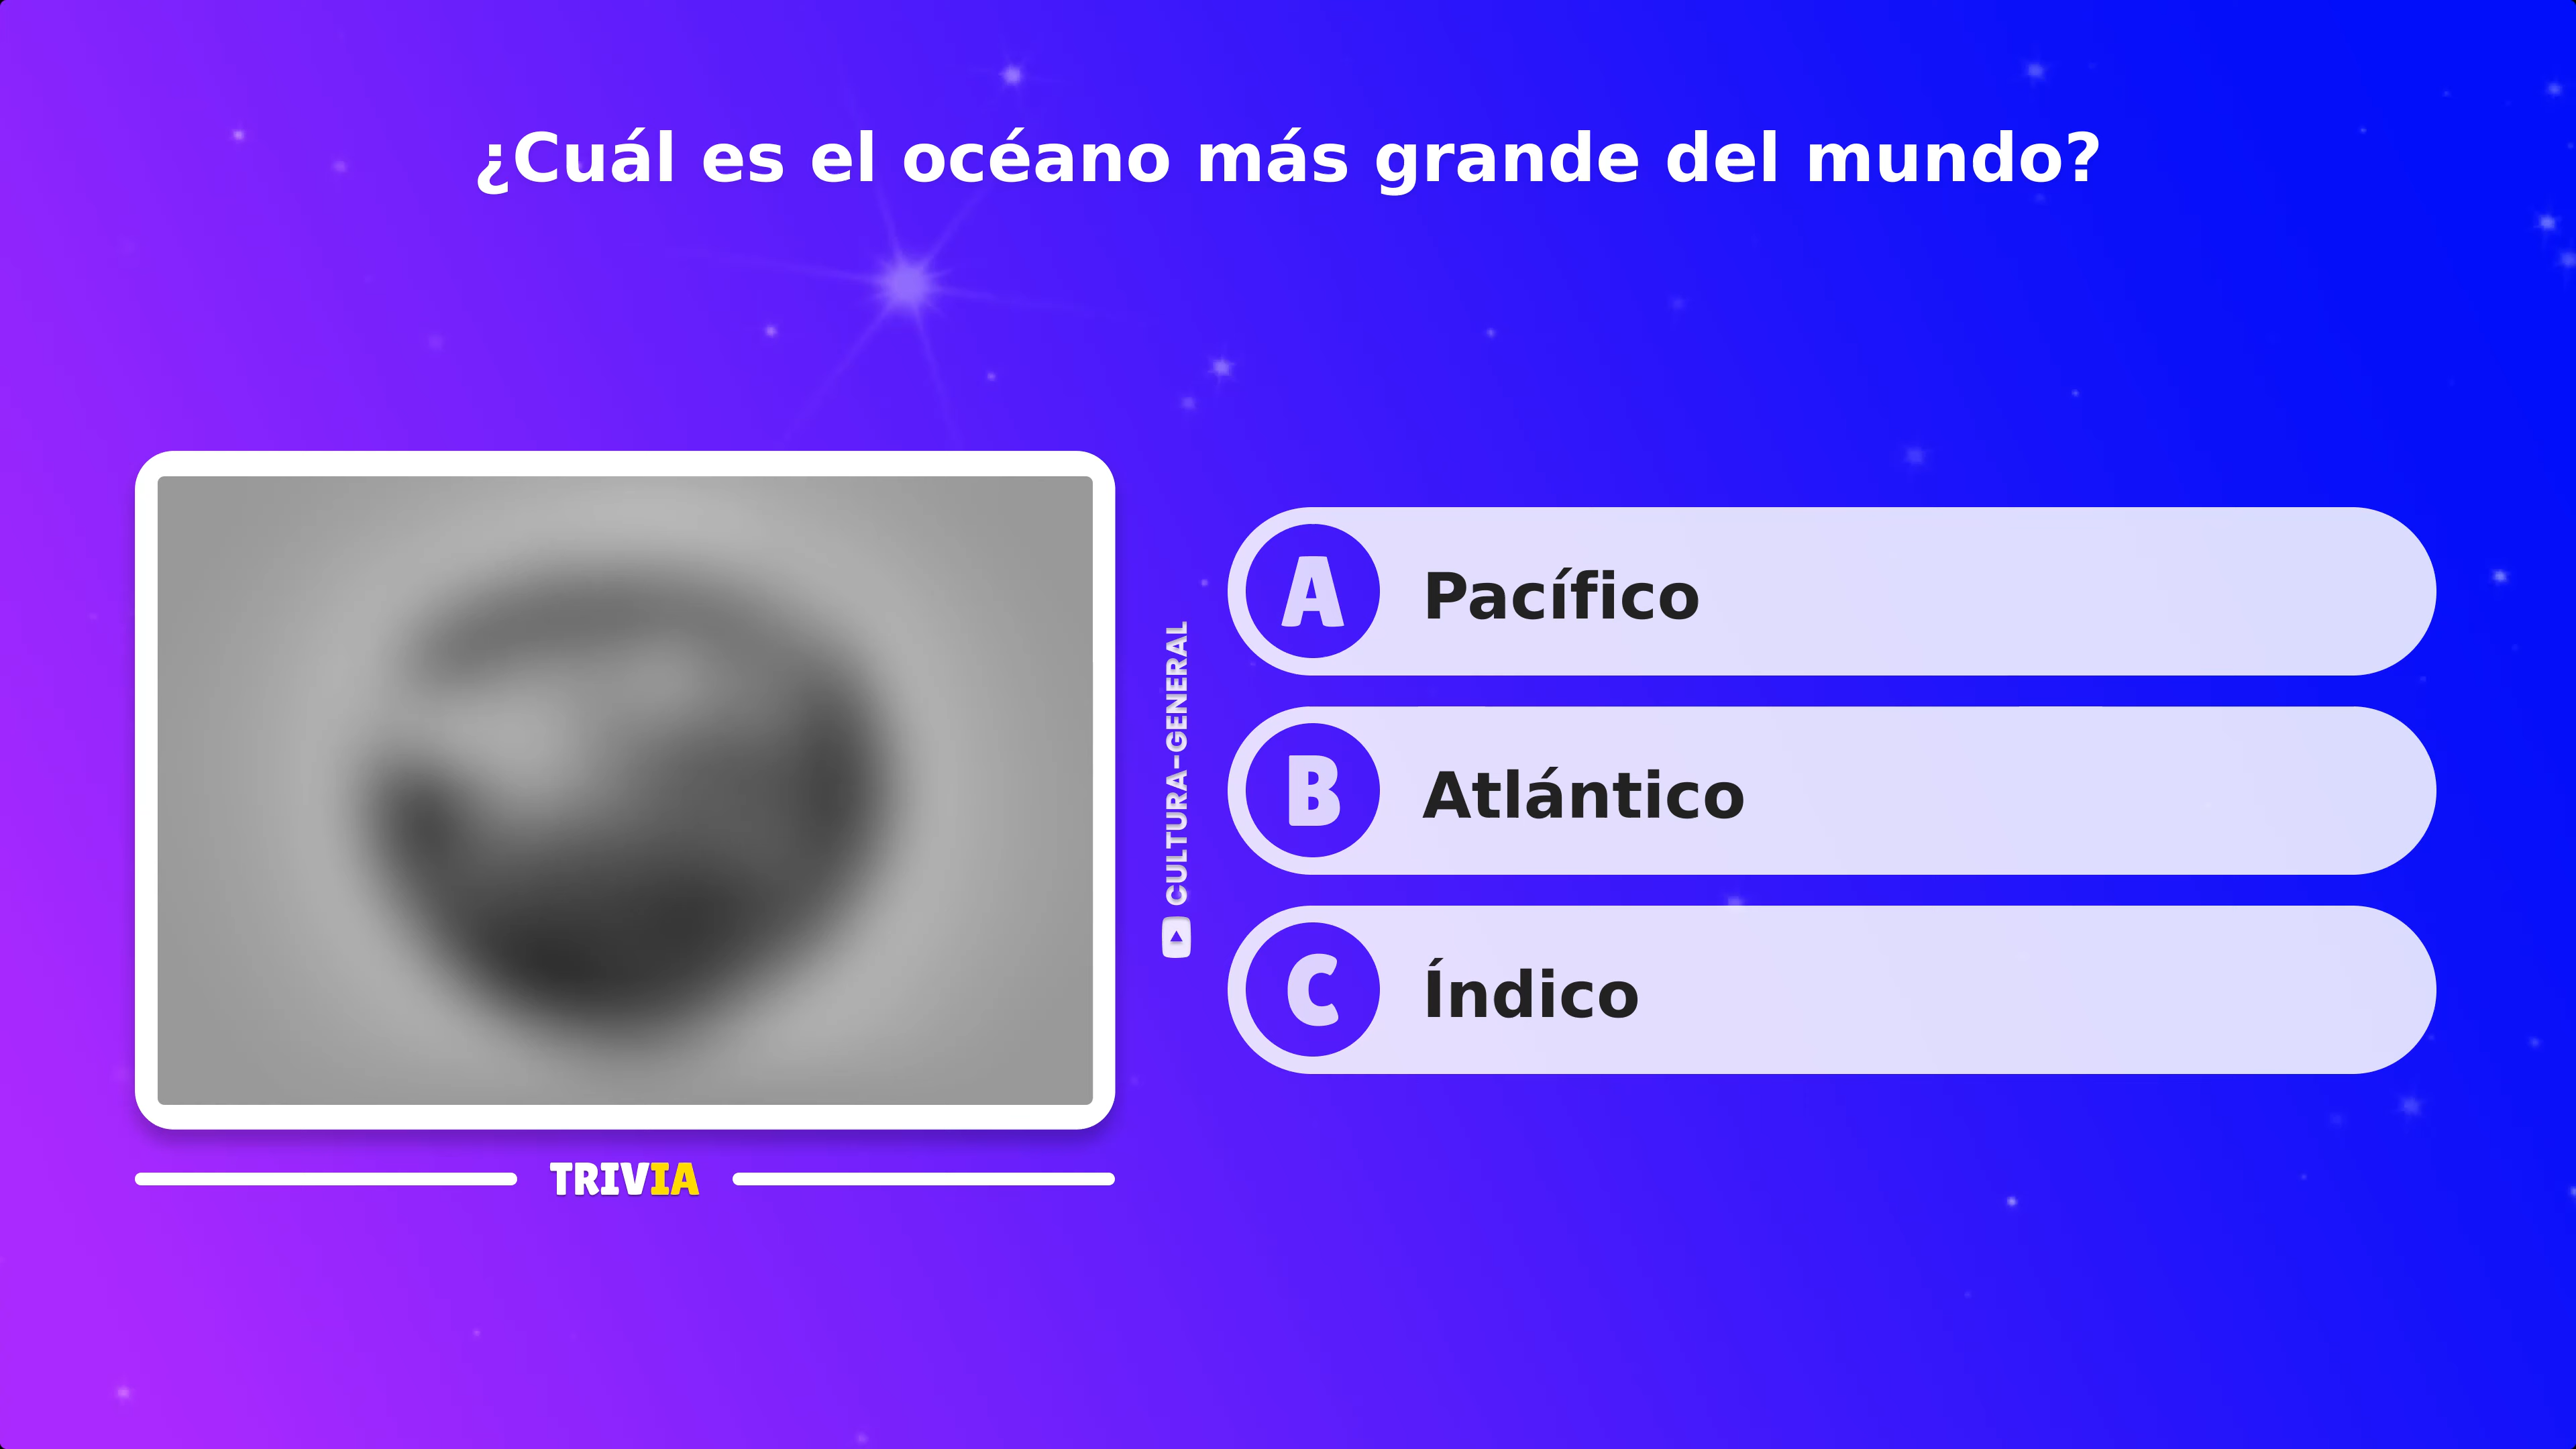 ¿Cuál es el océano más grande del mundo?
A Pacífico
B Atlántico
C Índico
CULTURA-GENERAL
TRIVIA